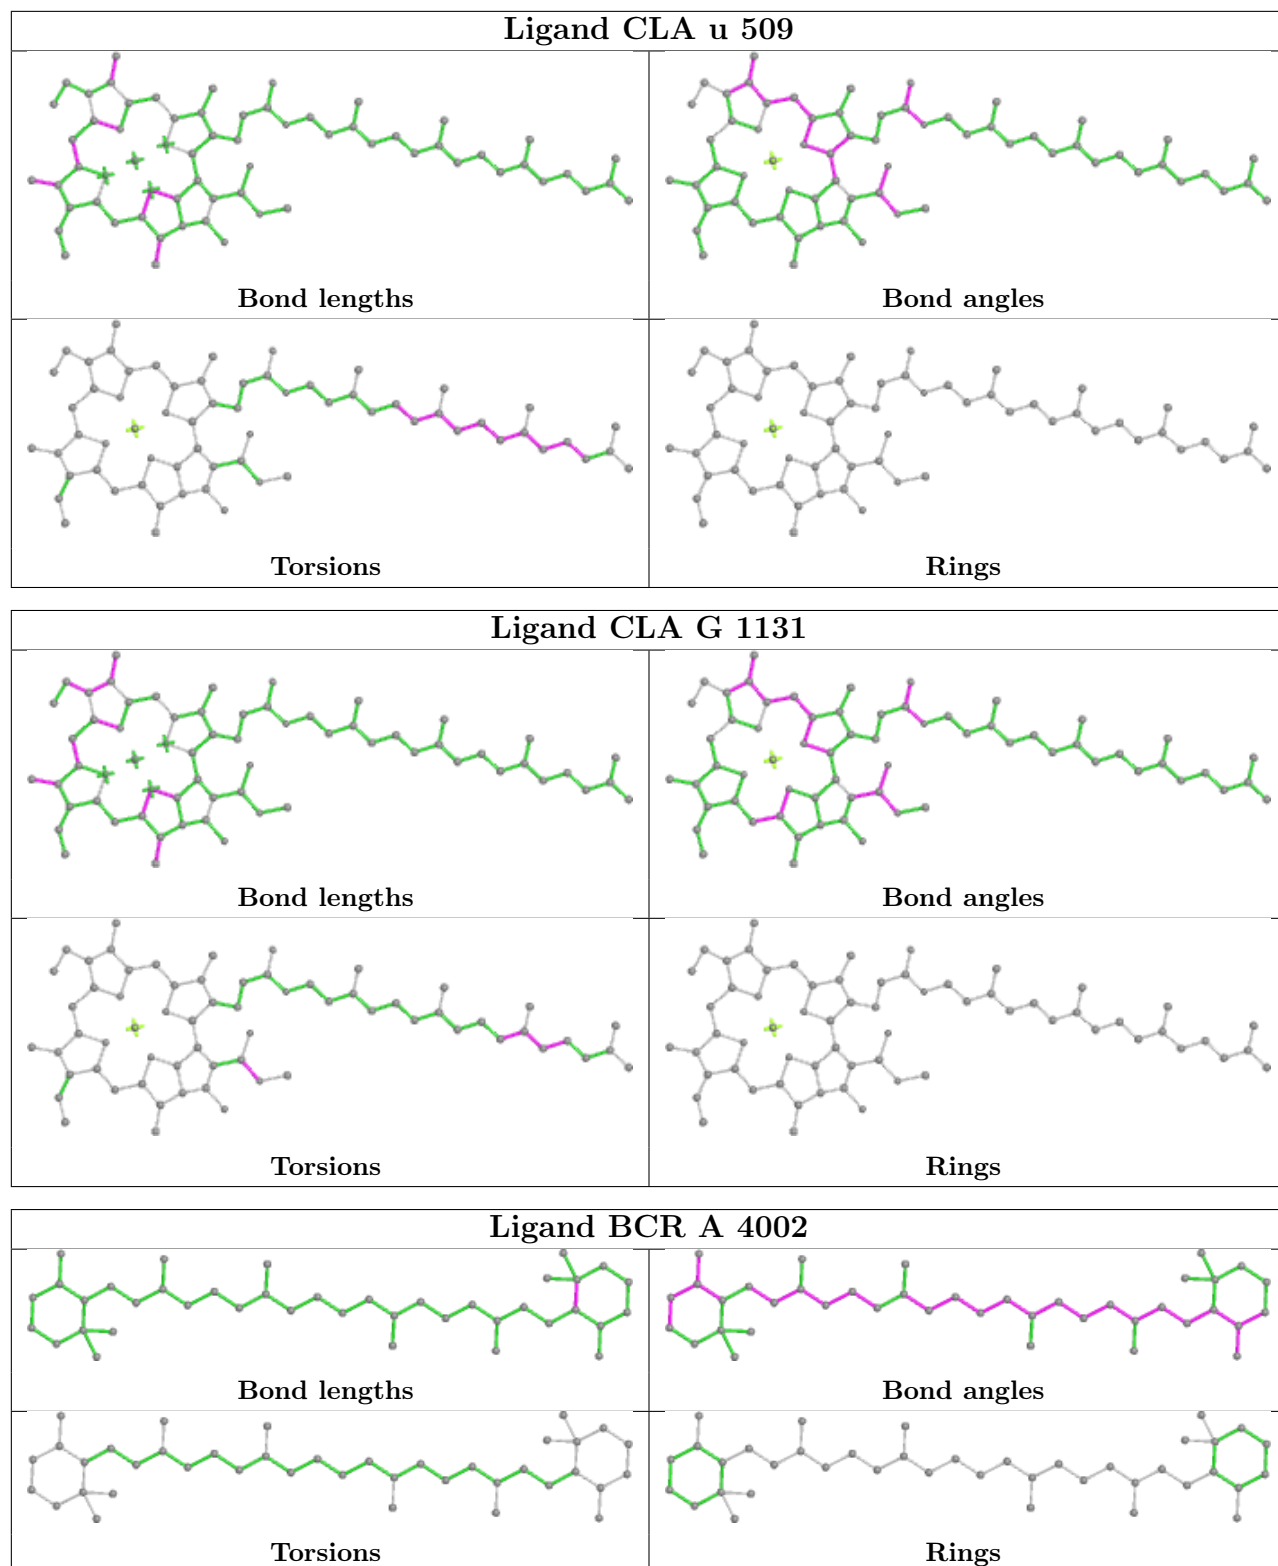 Ligand CLA u 509
Bond lengths
Bond angles
Torsions
Rings
Ligand CLA G 1131
Bond lengths
Bond angles
Torsions
Rings
Ligand BCR A 4002
Bond lengths
Bond angles
Torsions
Rings